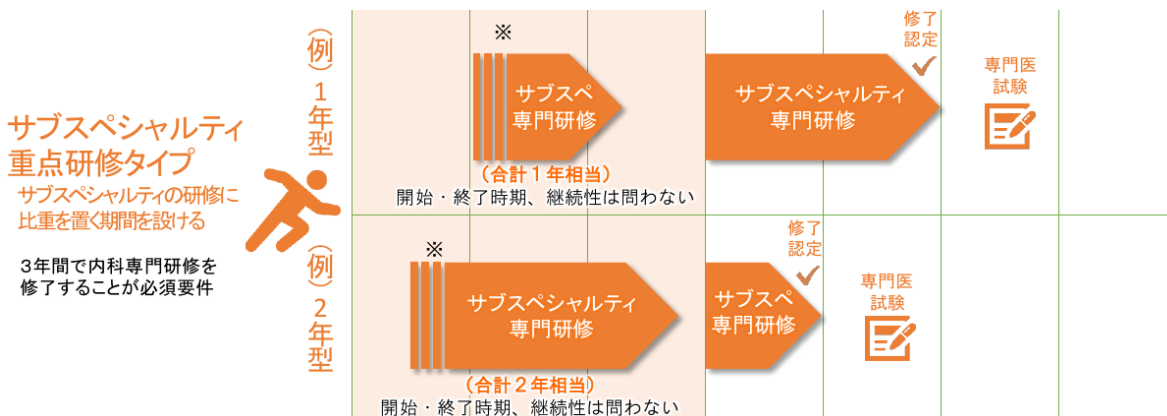 サブスペシャルティ
重点研修タイプ
サブスペシャルティの研修に
比重を置く期間を設ける
3年間で内科専門研修を
修了することが必須要件
(例)1年型
※
サブスペ
専門研修
(合計1年相当)
開始・終了時期、継続性は問わない
サブスペシャルティ
専門研修
修了
認定
専門医
試験
(例)2年型
※
サブスペシャルティ
専門研修
(合計2年相当)
開始・終了時期、継続性は問わない
サブスペ
専門研修
修了
認定
専門医
試験